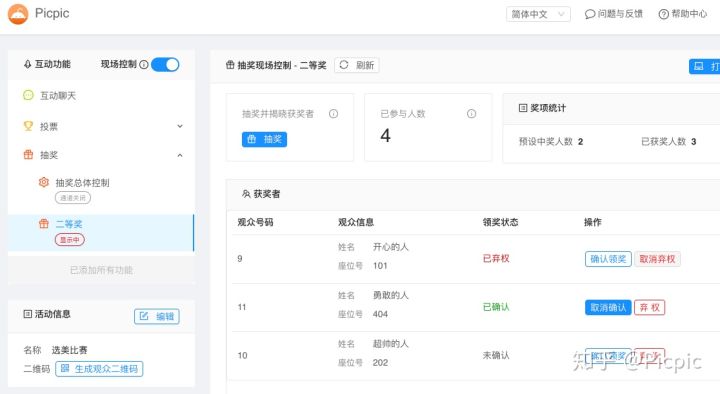 Picpic
简体中文
问题与反馈
帮助中心
互动功能
现场控制
互动聊天
投票
抽奖
抽奖总体控制
通道关闭
二等奖
显示中
已添加所有功能
活动信息
编辑
名称 选美比赛
二维码 生成观众二维码
抽奖现场控制 - 二等奖
刷新
打
抽奖并揭晓获奖者
抽奖
已参与人数
4
奖项统计
预设中奖人数 2
已获奖人数 3
获奖者
观众号码 观众信息 领奖状态 操作
姓名 开心的人
9 已弃权 确认领奖 取消弃权
座位号 101
姓名 勇敢的人
11 已确认 取消确认 弃 权
座位号 404
姓名 超帅的人
10 未确认
座位号 202
知乎 @Picpic